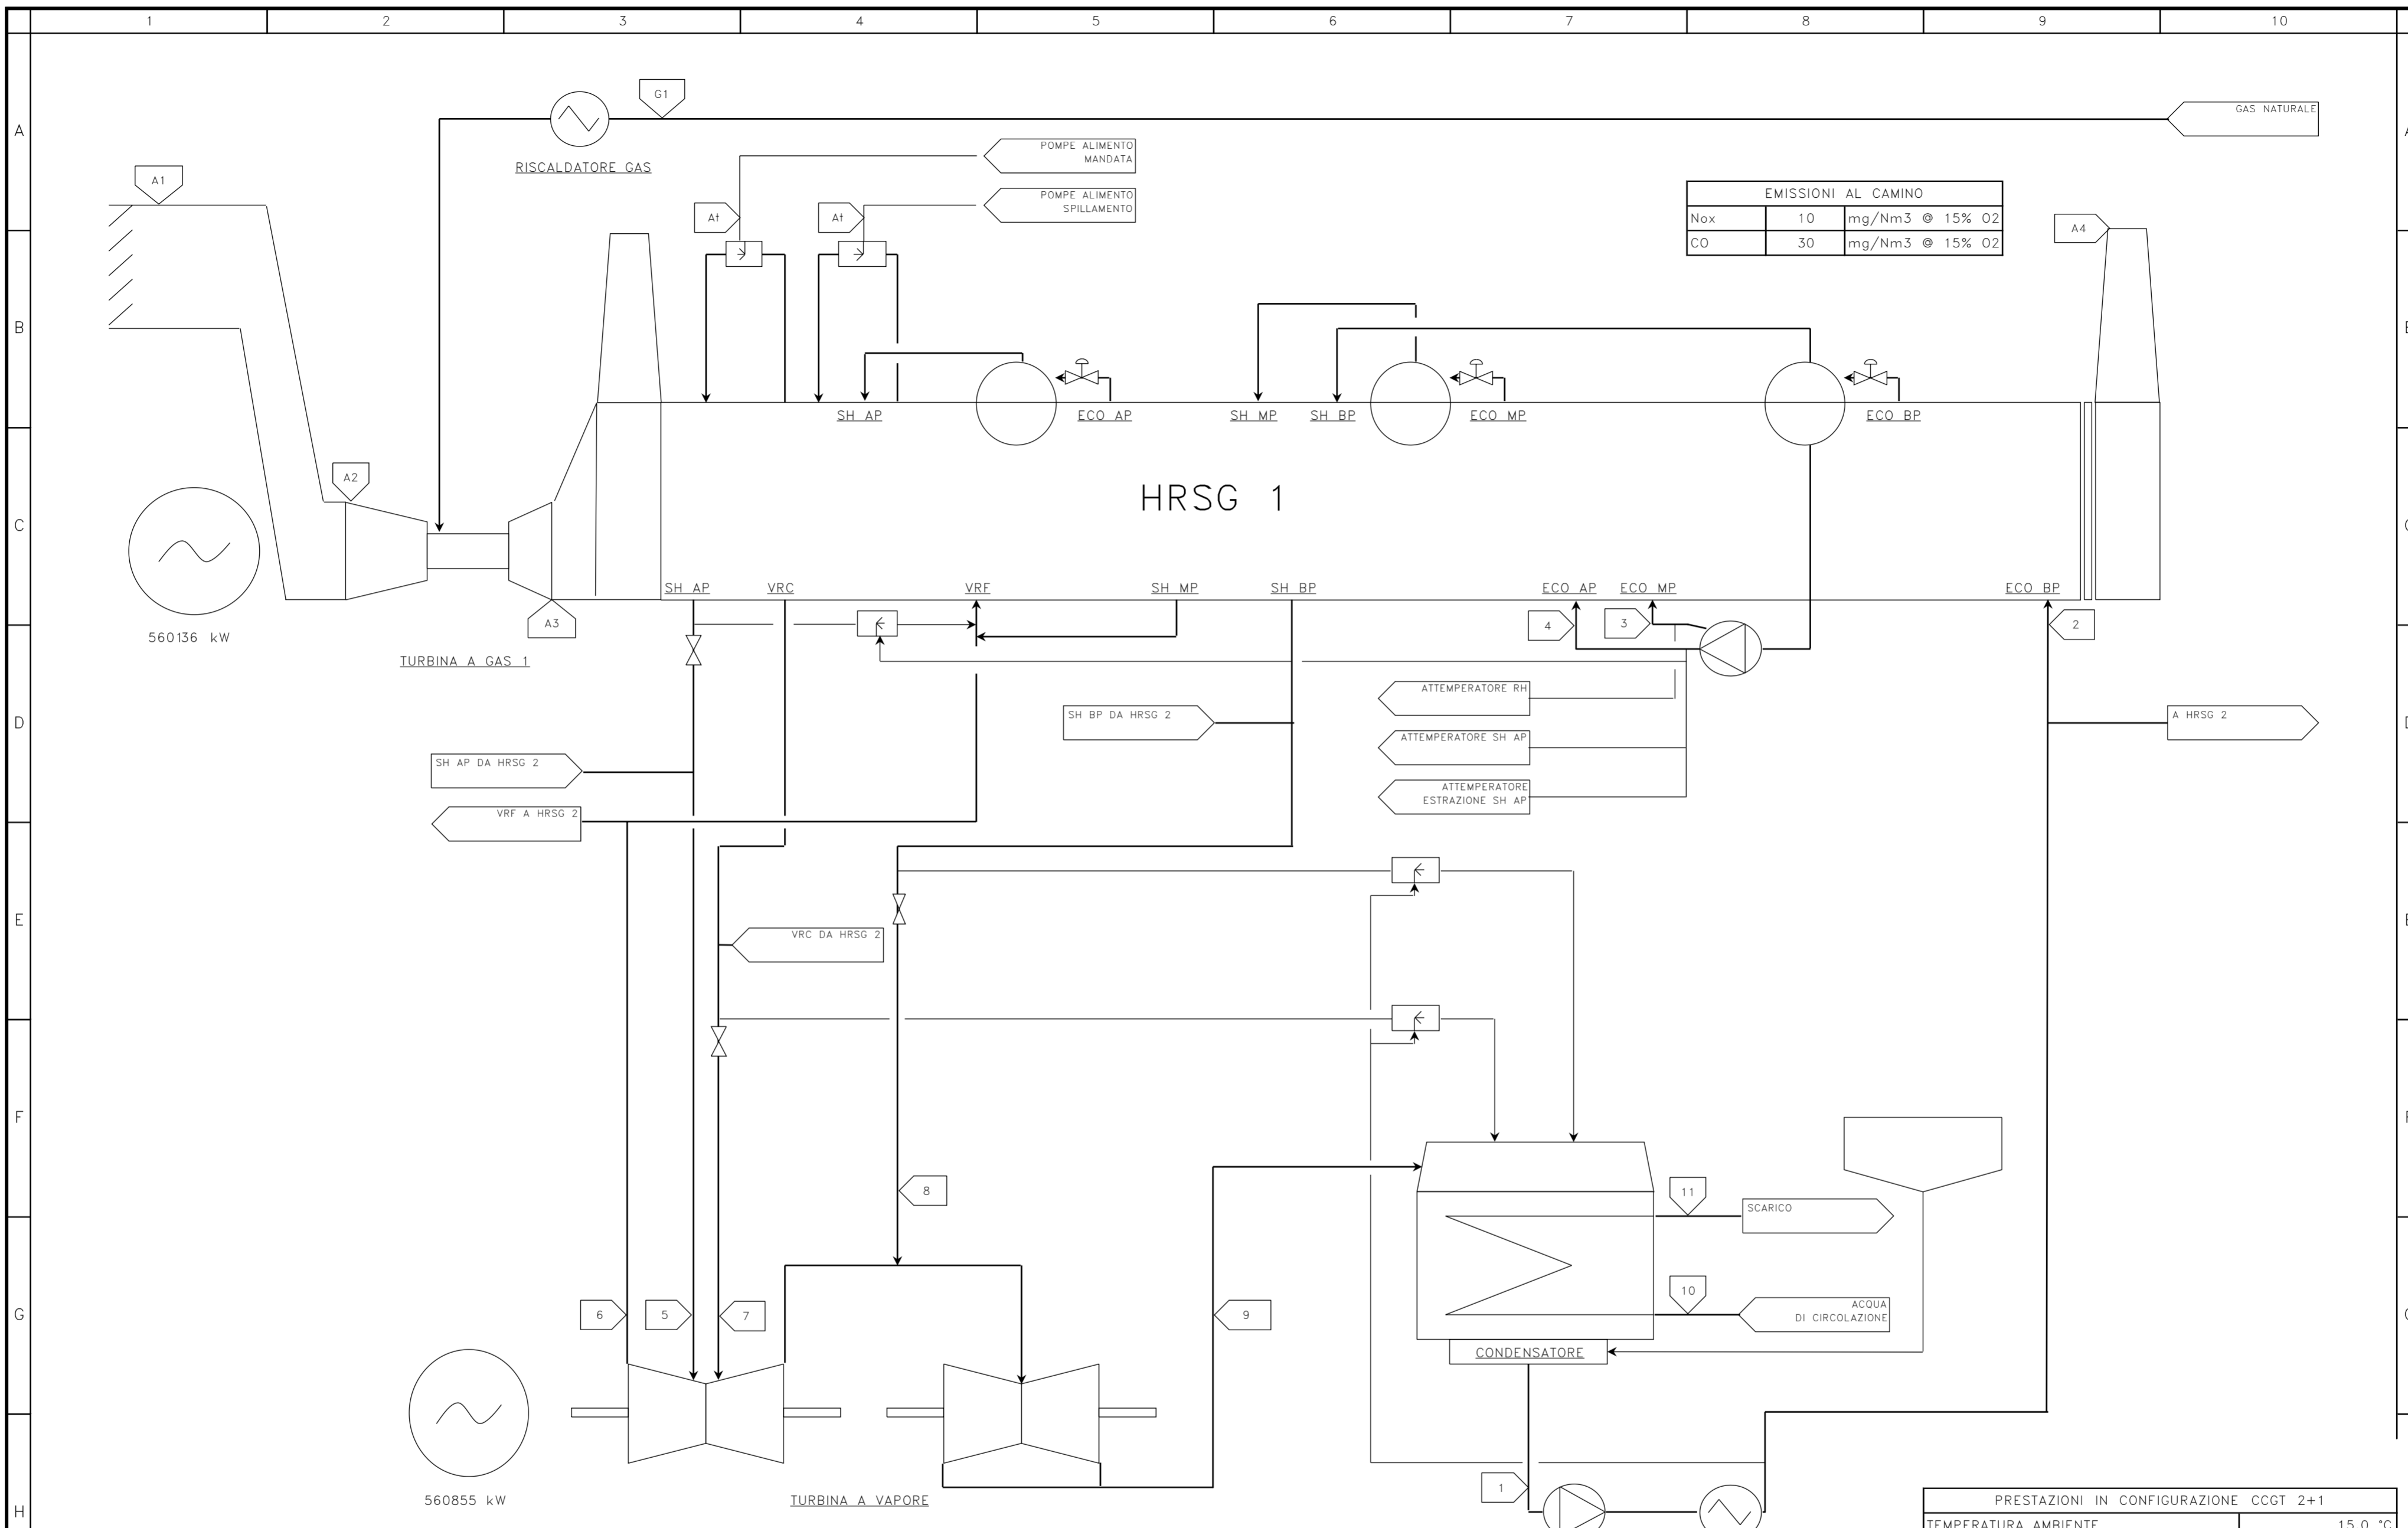 1 2 3 4 5 6 7 8 9 10
A
G1
GAS NATURALE
RISCALDATORE GAS
POMPE ALIMENTO
MANDATA
A1
POMPE ALIMENTO
SPILLAMENTO
At
At
EMISSIONI AL CAMINO
Nox 10 mg/Nm3 @ 15% O2
CO 30 mg/Nm3 @ 15% O2
A4
B
SH AP
ECO AP
SH MP
SH BP
ECO MP
ECO BP
A2
HRSG 1
C
SH AP
VRC
VRF
SH MP
SH BP
ECO AP
ECO MP
ECO BP
A3
4
3
2
560136 kW
TURBINA A GAS 1
ATTEMPERATORE RH
D
SH BP DA HRSG 2
A HRSG 2
ATTEMPERATORE SH AP
SH AP DA HRSG 2
ATTEMPERATORE
ESTRAZIONE SH AP
VRF A HRSG 2
E
VRC DA HRSG 2
F
8
11
SCARICO
G
6
5
7
9
10
ACQUA
DI CIRCOLAZIONE
CONDENSATORE
560855 kW
TURBINA A VAPORE
1
H
PRESTAZIONI IN CONFIGURAZIONE CCGT 2+1
TEMPERATURA AMBIENTE 15.0 °C